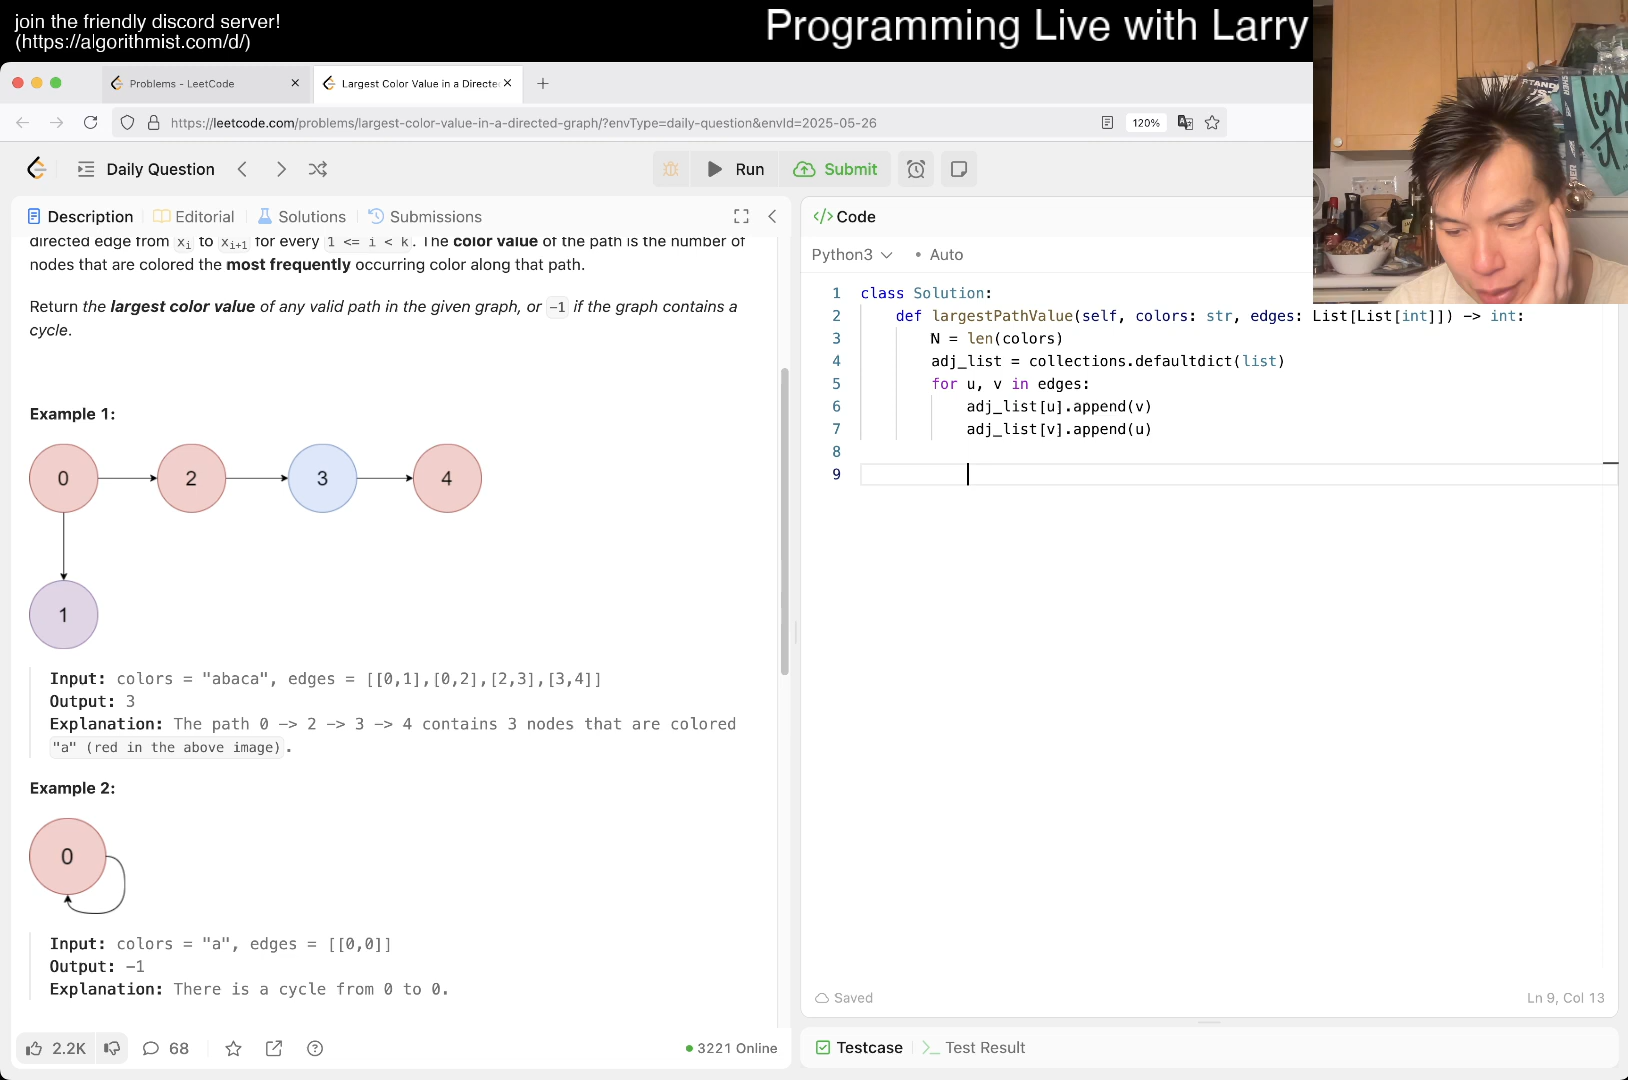 join the friendly discord server!
(https://algorithmist.com/d/)
Programming Live with Larry
Problems - LeetCode
Largest Color Value in a Directe
https://leetcode.com/problems/largest-color-value-in-a-directed-graph/?envType=daily-question&envId=2025-05-26
120%
Daily Question
Run
Submit
Description
Editorial
Solutions
Submissions
directed edge from xi to xi+1 for every 1 <= i < k. The color value of the path is the number of
nodes that are colored the most frequently occurring color along that path.
Return the largest color value of any valid path in the given graph, or -1 if the graph contains a
cycle.
Example 1:
0
2
3
4
1
Input: colors = "abaca", edges = [[0,1],[0,2],[2,3],[3,4]]
Output: 3
Explanation: The path 0 -> 2 -> 3 -> 4 contains 3 nodes that are colored
"a" (red in the above image).
Example 2:
0
Input: colors = "a", edges = [[0,0]]
Output: -1
Explanation: There is a cycle from 0 to 0.
2.2K
68
3221 Online
</> Code
Python3
Auto
1 class Solution:
2 def largestPathValue(self, colors: str, edges: List[List[int]]) -> int:
3 N = len(colors)
4 adj_list = collections.defaultdict(list)
5 for u, v in edges:
6 adj_list[u].append(v)
7 adj_list[v].append(u)
8
9
Saved
Ln 9, Col 13
Testcase
Test Result